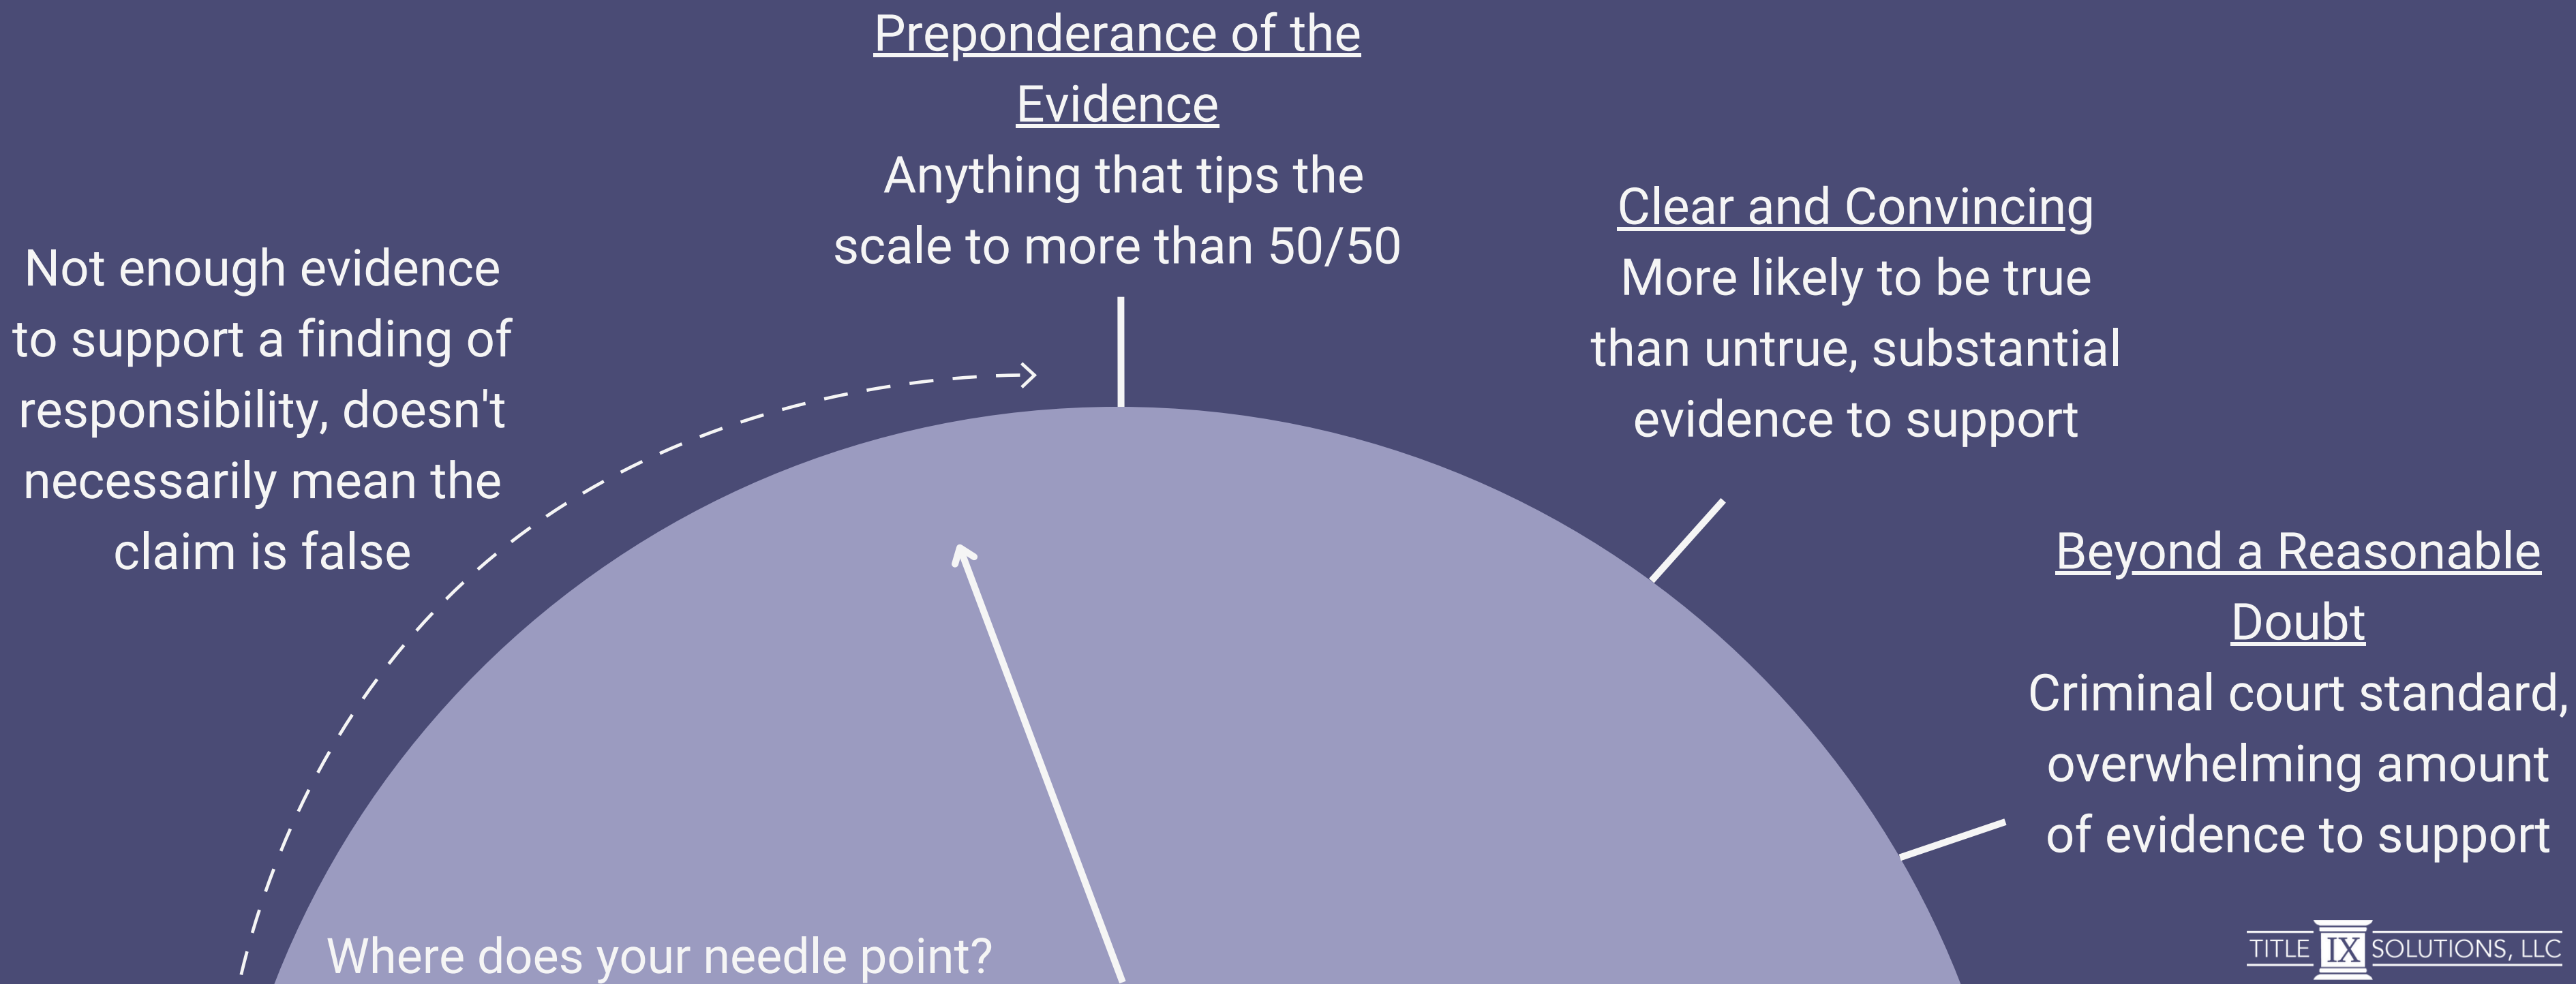 Preponderance of the
Evidence
Anything that tips the
scale to more than 50/50
Not enough evidence
to support a finding of
responsibility, doesn't
necessarily mean the
claim is false
Clear and Convincing
More likely to be true
than untrue, substantial
evidence to support
Beyond a Reasonable
Doubt
Criminal court standard,
overwhelming amount
of evidence to support
Where does your needle point?
TITLE IX SOLUTIONS, LLC